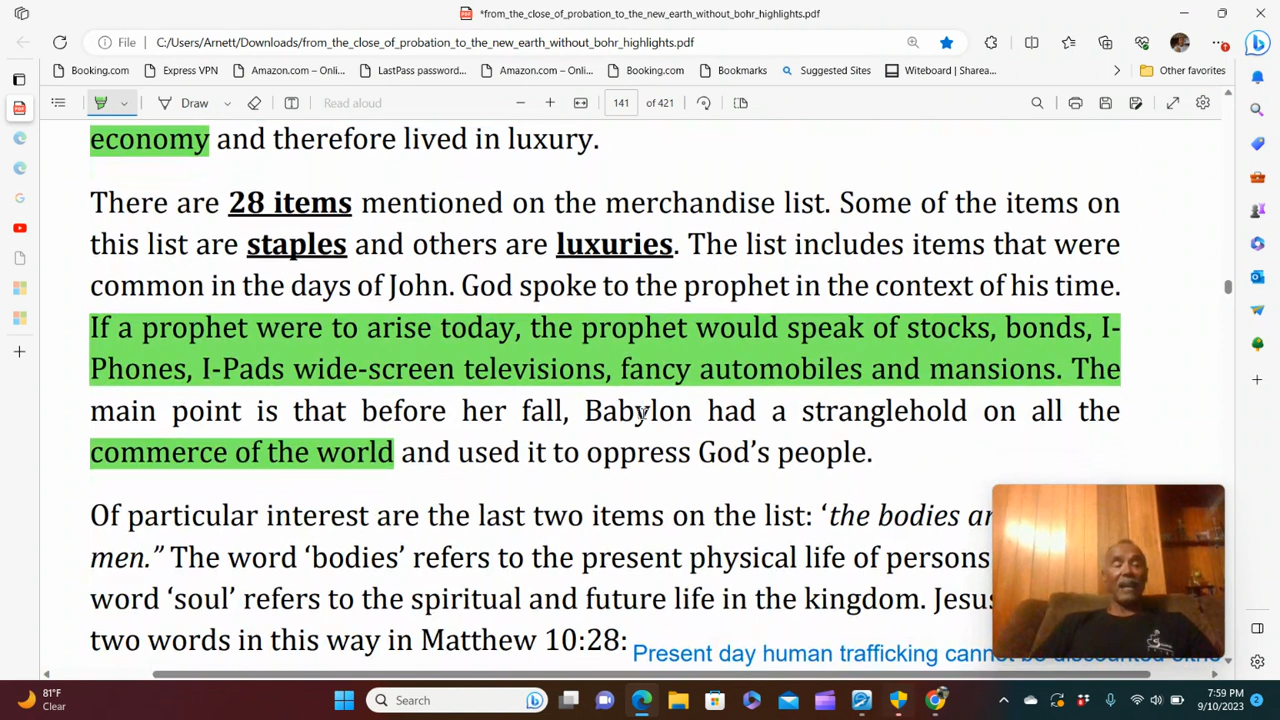 *from_the_close_of_probation_to_the_new_earth_without_bohr_highlights.pdf
File C:/Users/Arnett/Downloads/from_the_close_of_probation_to_the_new_earth_without_bohr_highlights.pdf
Booking.com Express VPN Amazon.com – Onli... LastPass password... Amazon.com – Onli... Booking.com Bookmarks Suggested Sites Witeboard | Sharea... Other favorites
Draw Read aloud 141 of 421
economy and therefore lived in luxury.
There are 28 items mentioned on the merchandise list. Some of the items on
this list are staples and others are luxuries. The list includes items that were
common in the days of John. God spoke to the prophet in the context of his time.
If a prophet were to arise today, the prophet would speak of stocks, bonds, I-
Phones, I-Pads wide-screen televisions, fancy automobiles and mansions. The
main point is that before her fall, Babylon had a stranglehold on all the
commerce of the world and used it to oppress God’s people.
Of particular interest are the last two items on the list: ‘the bodies
men.” The word ‘bodies’ refers to the present physical life of persons
word ‘soul’ refers to the spiritual and future life in the kingdom. Jesus
two words in this way in Matthew 10:28:
Present day human trafficking cannot be discounted
81°F
Clear
Search
7:59 PM
9/10/2023
2